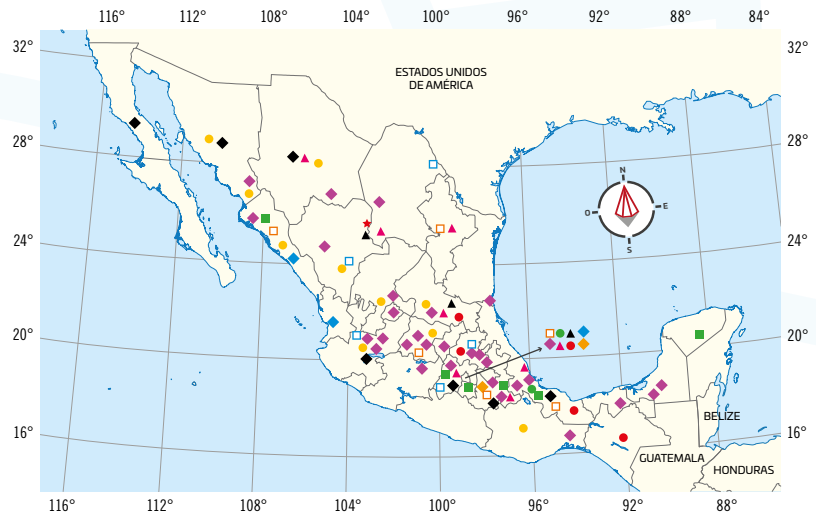 116° 112° 108° 104° 100° 96° 92° 88° 84°
32° 32°
ESTADOS UNIDOS
DE AMÉRICA
28° 28°
N
O E
S
24° 24°
20° 20°
BELIZE
16° 16°
GUATEMALA
HONDURAS
116° 112° 108° 104° 100° 96° 92° 88°